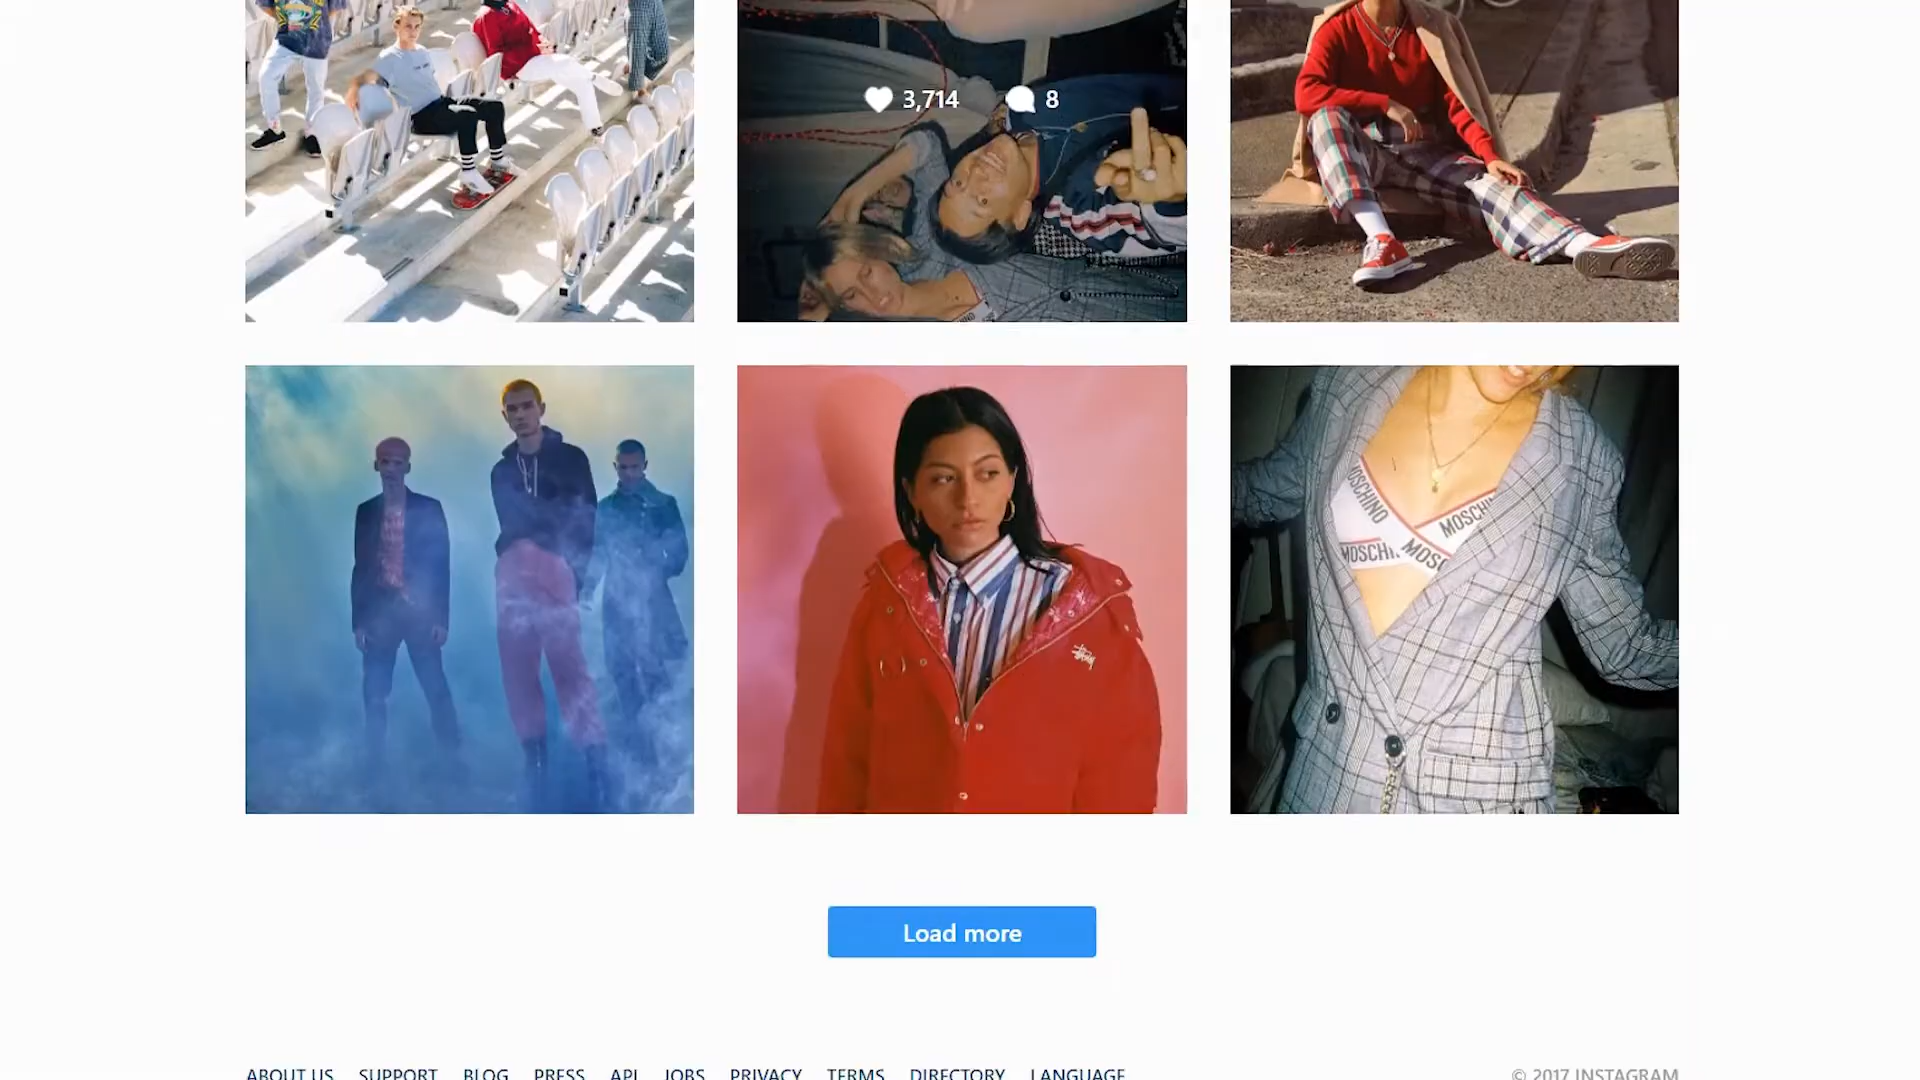 3,714 8
MOSCHINO
MOSCHI
MOSCHI
MOSC
Load more
ABOUT US SUPPORT BLOG PRESS API JOBS PRIVACY TERMS DIRECTORY LANGUAGE
© 2017 INSTAGRAM